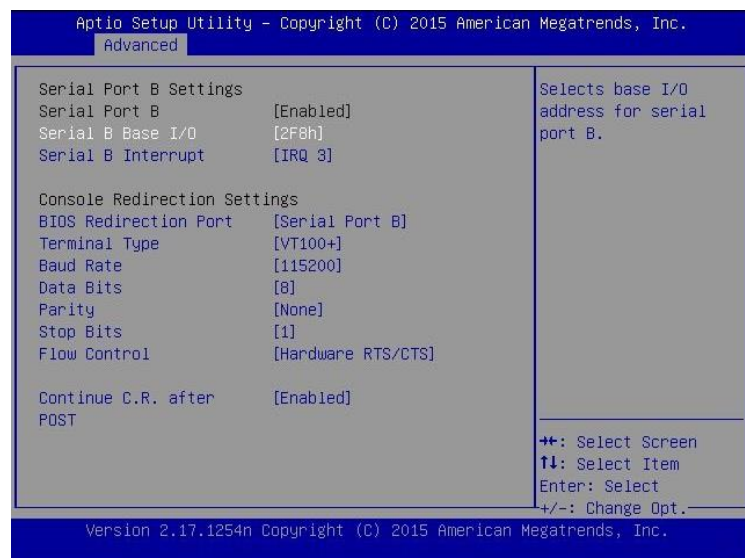 Aptio Setup Utility – Copyright (C) 2015 American Megatrends, Inc.
Advanced
Serial Port B Settings
Serial Port B [Enabled]
Serial B Base I/O [2F8h]
Serial B Interrupt [IRQ 3]
Console Redirection Settings
BIOS Redirection Port [Serial Port B]
Terminal Type [VT100+]
Baud Rate [115200]
Data Bits [8]
Parity [None]
Stop Bits [1]
Flow Control [Hardware RTS/CTS]
Continue C.R. after [Enabled]
POST
Selects base I/O
address for serial
port B.
→←: Select Screen
↑↓: Select Item
Enter: Select
+/-: Change Opt.
Version 2.17.1254n Copyright (C) 2015 American Megatrends, Inc.